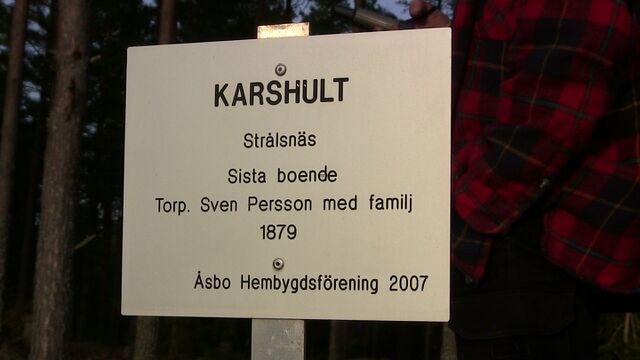 KARSHULT
Strålsnäs
Sista boende
Torp. Sven Persson med familj
1879
Åsbo Hembygdsförening 2007